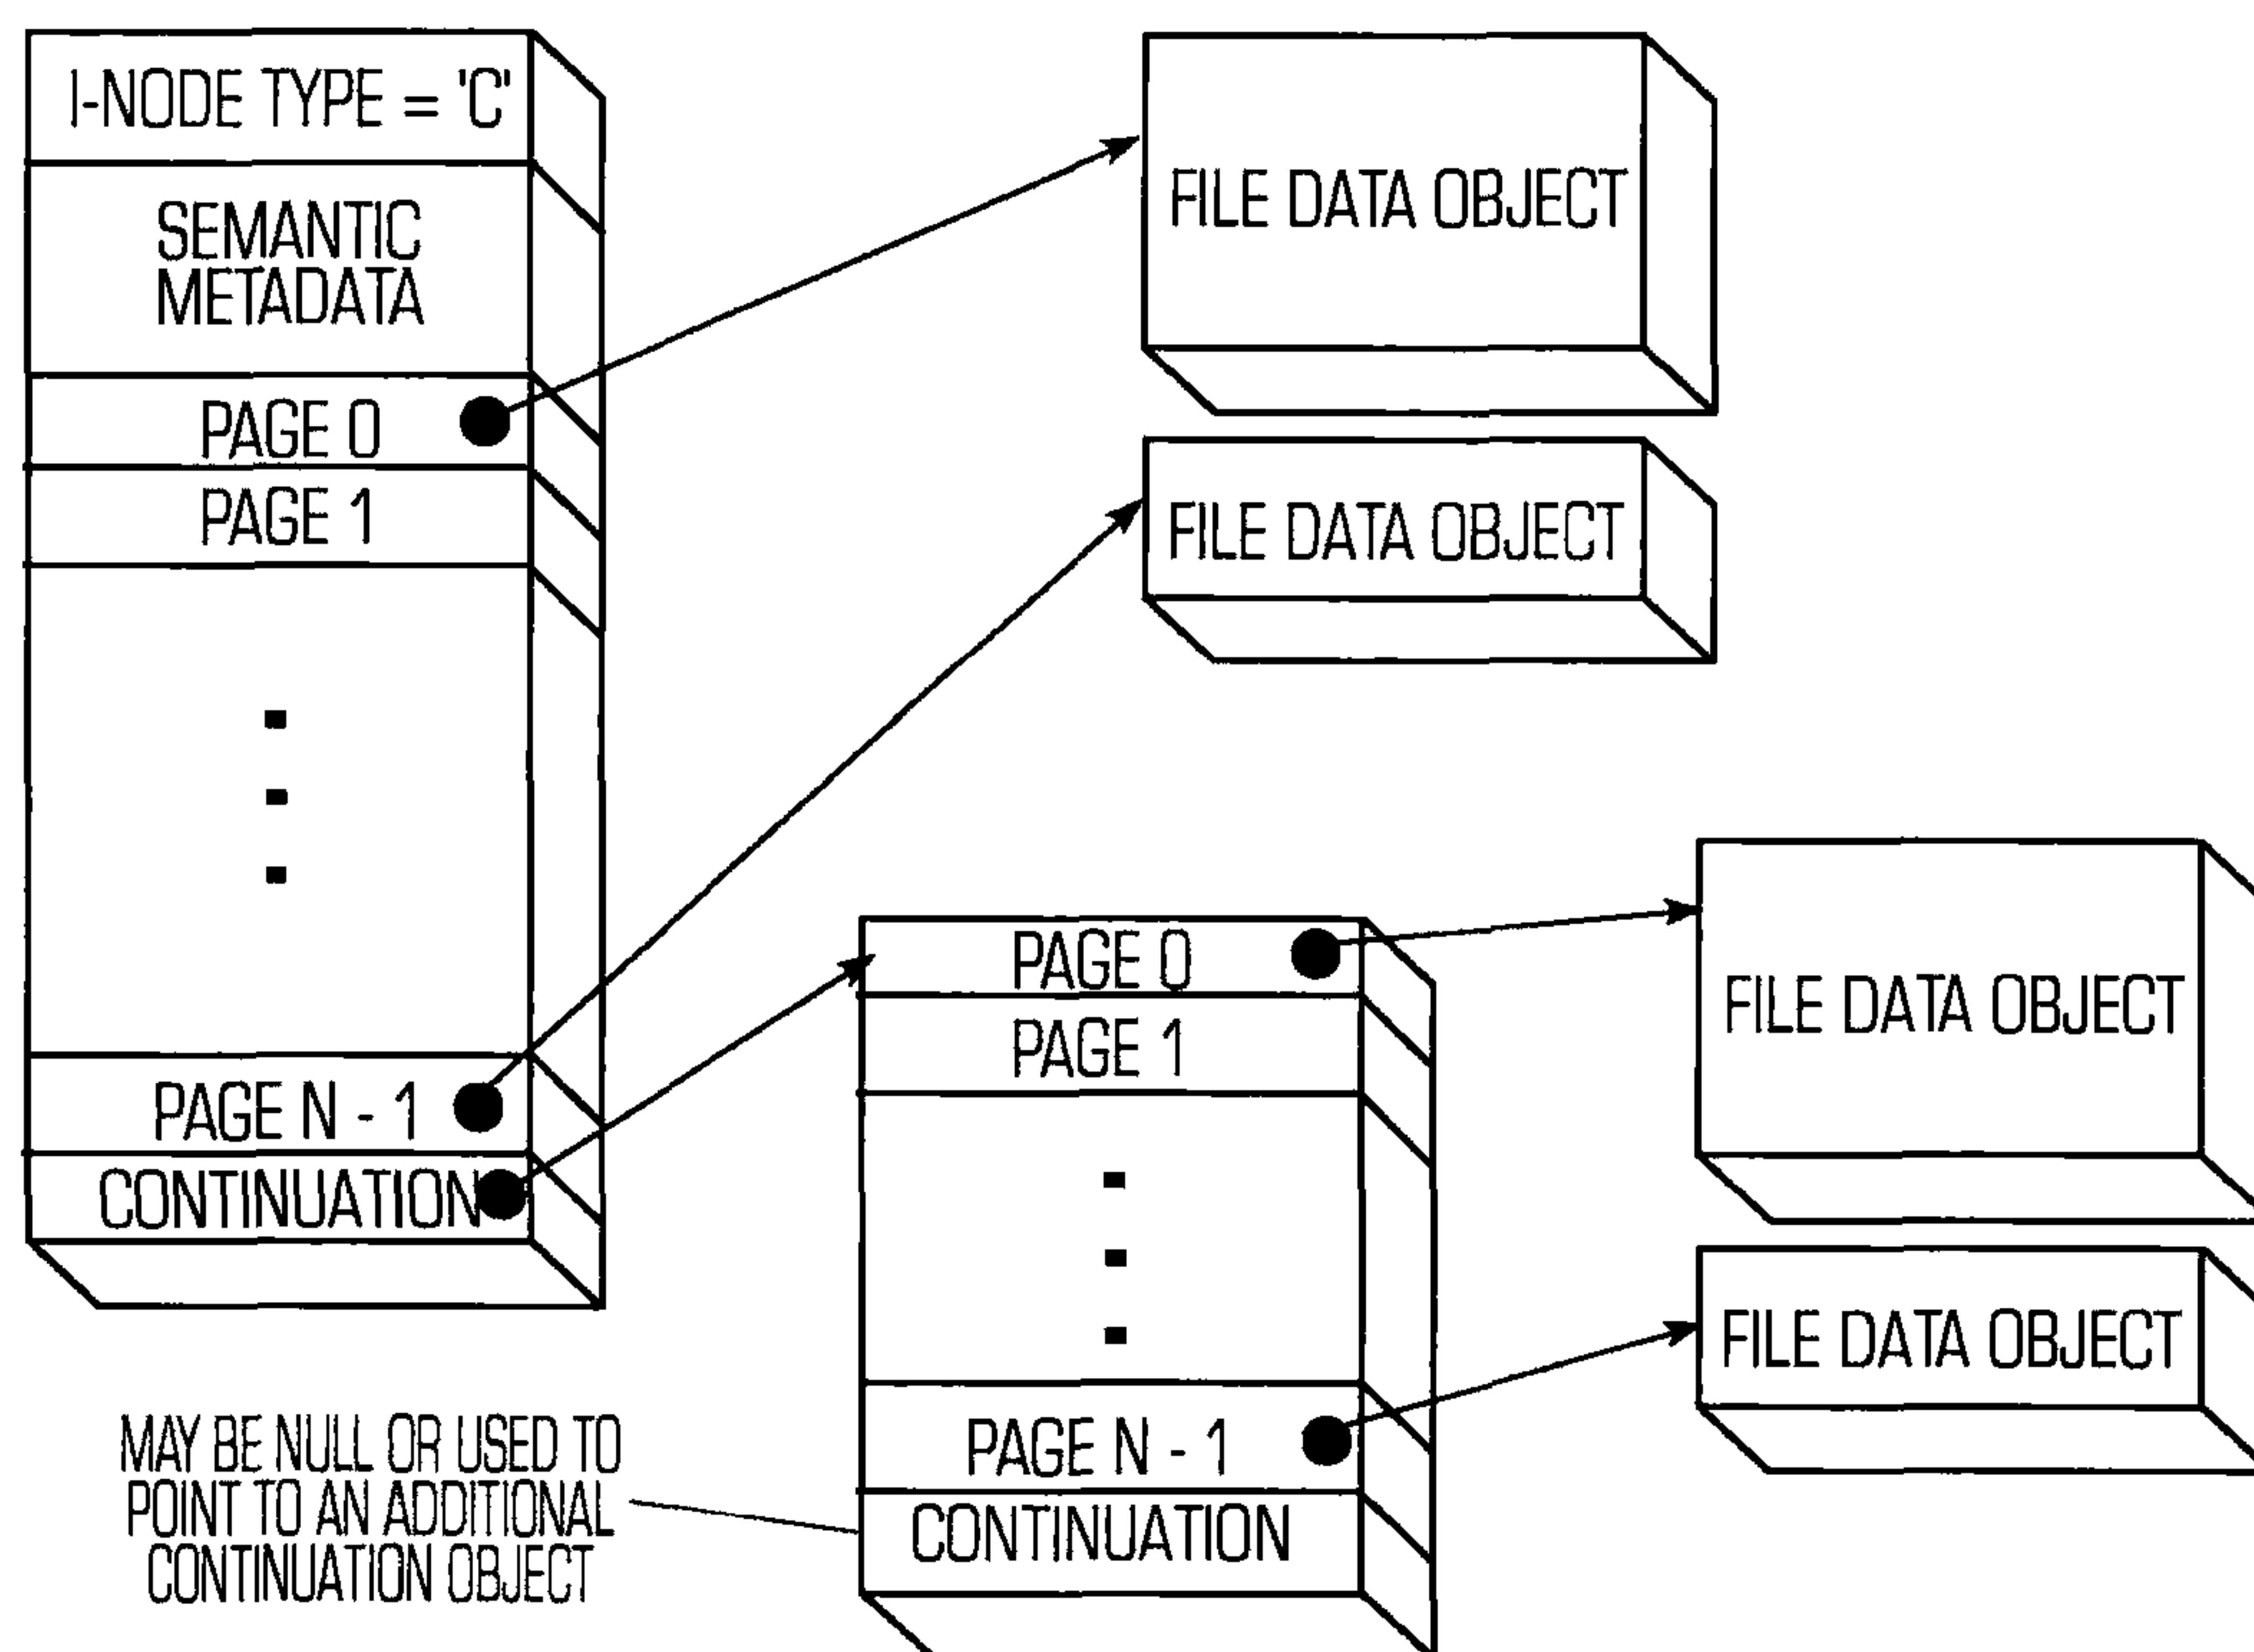 I-NODE TYPE = 'C'
SEMANTIC
METADATA
PAGE 0
PAGE 1
PAGE N - 1
CONTINUATION
FILE DATA OBJECT
FILE DATA OBJECT
PAGE 0
PAGE 1
PAGE N - 1
CONTINUATION
FILE DATA OBJECT
FILE DATA OBJECT
MAY BE NULL OR USED TO
POINT TO AN ADDITIONAL
CONTINUATION OBJECT